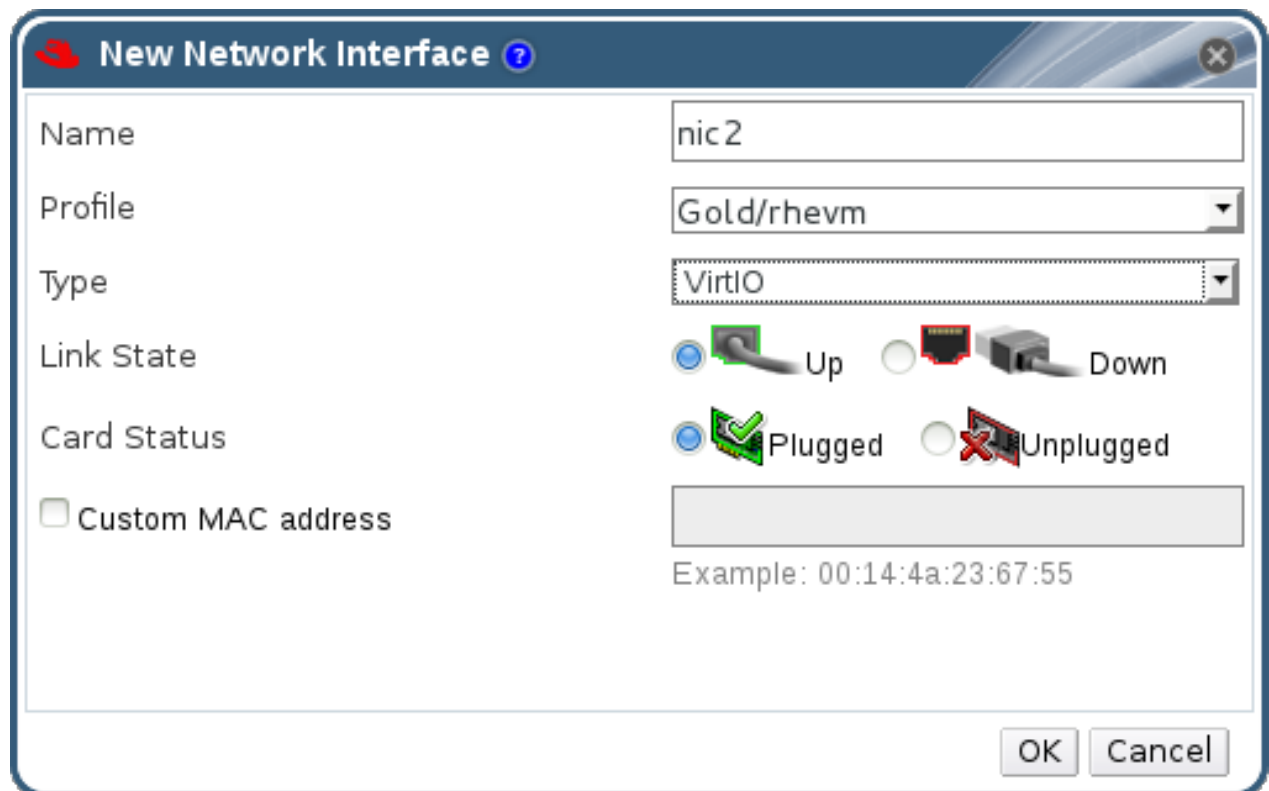 New Network Interface ?
Name nic2
Profile Gold/rhevm
Type VirtIO
Link State Up Down
Card Status Plugged Unplugged
Custom MAC address
Example: 00:14:4a:23:67:55
OK Cancel